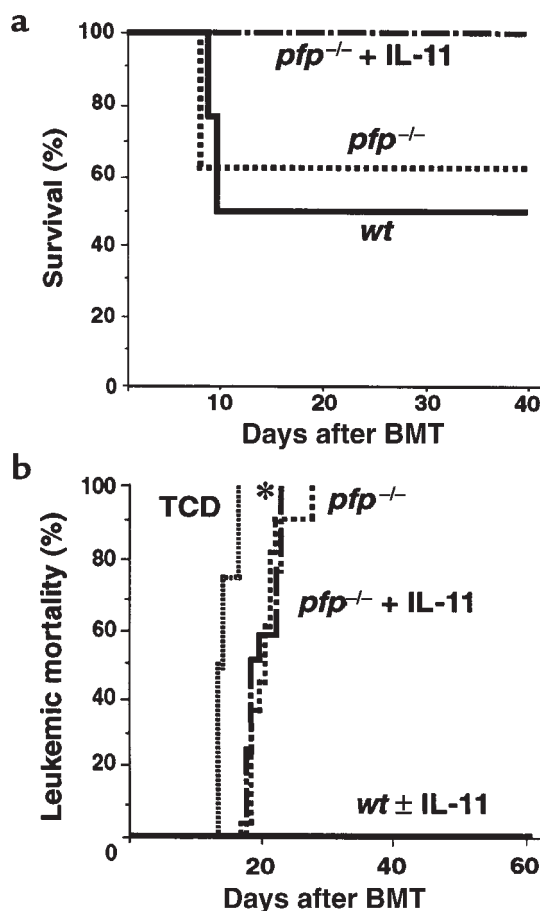 a
100
80
60
40
20
0
Survival (%)
pfp–/– + IL-11
pfp–/–
wt
10
20
30
40
Days after BMT
b
100
80
60
40
20
0
Leukemic mortality (%)
TCD
*
pfp–/–
pfp–/– + IL-11
wt ± IL-11
20
40
60
Days after BMT